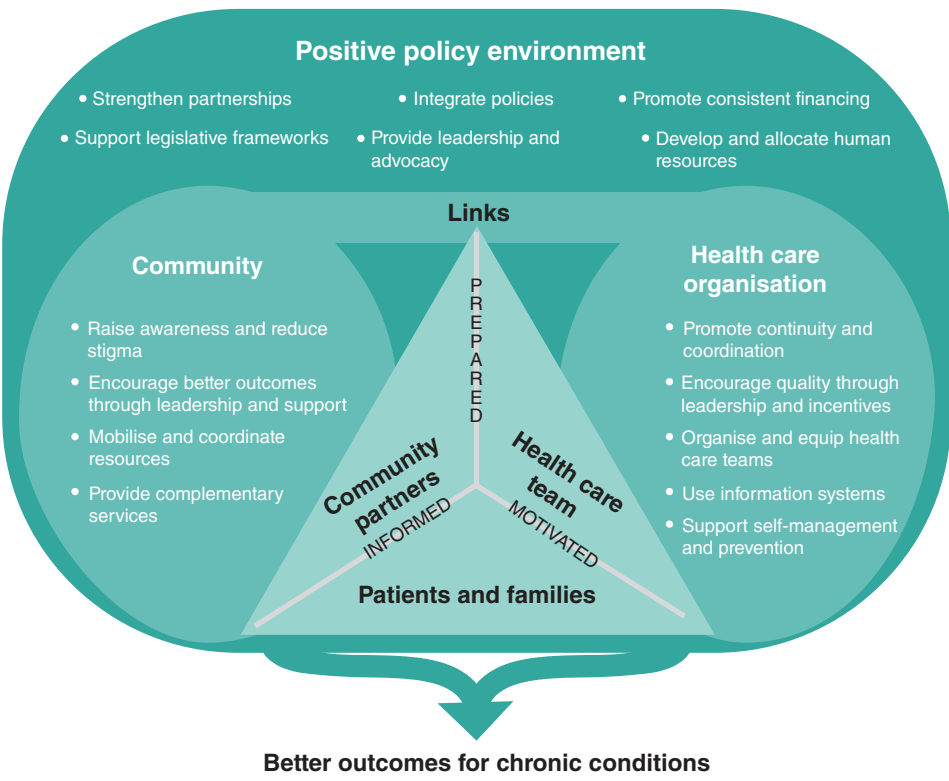 Positive policy environment
• Strengthen partnerships
• Integrate policies
• Promote consistent financing
• Support legislative frameworks
• Provide leadership and
advocacy
• Develop and allocate human
resources
Links
Community
• Raise awareness and reduce
stigma
• Encourage better outcomes
through leadership and support
• Mobilise and coordinate
resources
• Provide complementary
services
PREPARED
Community
partners
INFORMED
Health care
team
MOTIVATED
Patients and families
Health care
organisation
• Promote continuity and
coordination
• Encourage quality through
leadership and incentives
• Organise and equip health
care teams
• Use information systems
• Support self-management
and prevention
Better outcomes for chronic conditions